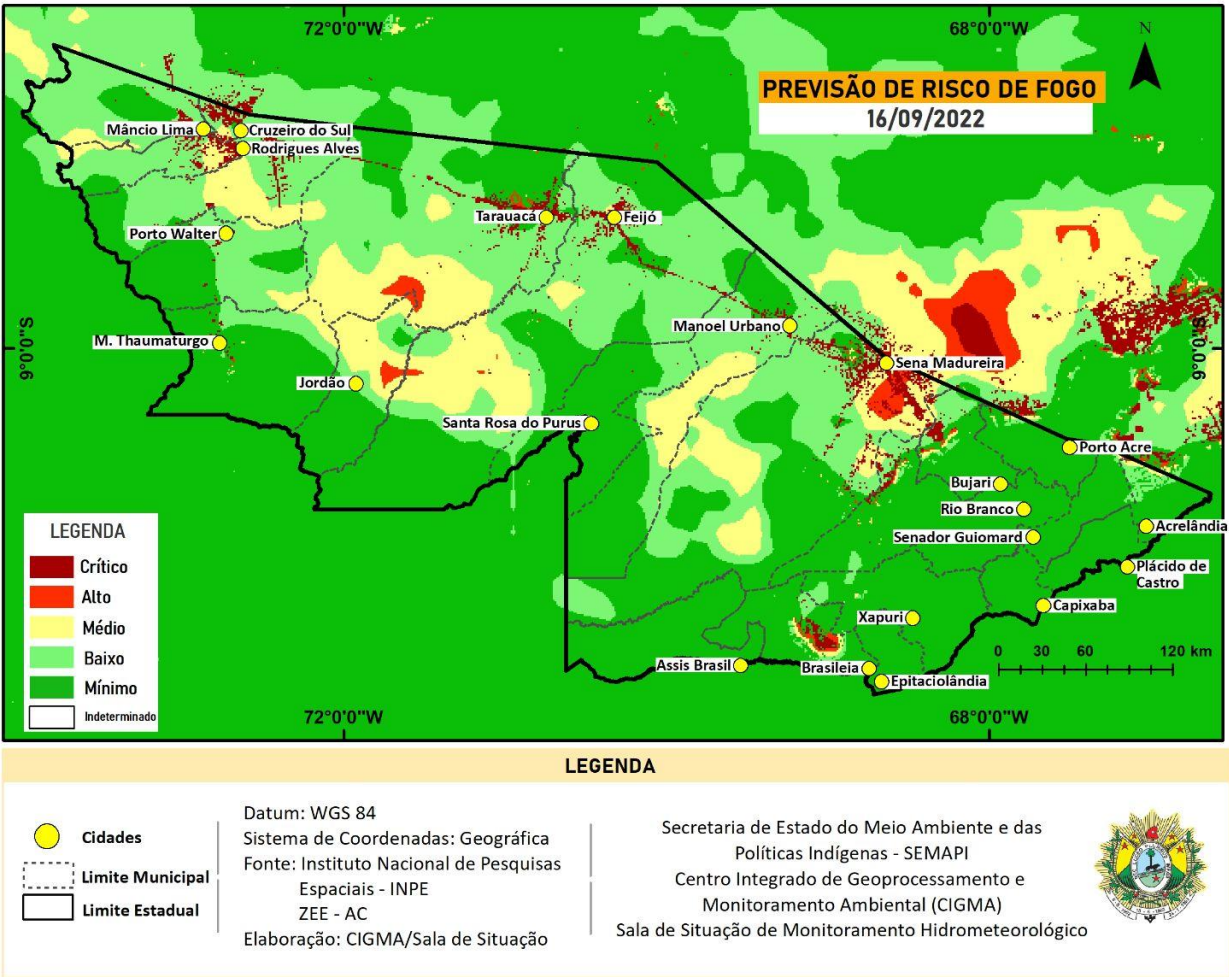 72°0'0"W
68°0'0"W
N
PREVISÃO DE RISCO DE FOGO
16/09/2022
Mâncio Lima
Cruzeiro do Sul
Rodrigues Alves
Tarauacá
Feijó
Porto Walter
Manoel Urbano
M. Thaumaturgo
9°0'0"S
9°0'0"S
Sena Madureira
Jordão
Santa Rosa do Purus
Porto Acre
Bujari
Rio Branco
Senador Guiomard
Acrelândia
Plácido de
Castro
Capixaba
Xapuri
Assis Brasil
Brasileia
Epitaciolândia
0 30 60 120 km
LEGENDA
Crítico
Alto
Médio
Baixo
Mínimo
Indeterminado
72°0'0"W
68°0'0"W
LEGENDA
Cidades
Limite Municipal
Limite Estadual
Datum: WGS 84
Sistema de Coordenadas: Geográfica
Fonte: Instituto Nacional de Pesquisas
Espaciais - INPE
ZEE - AC
Elaboração: CIGMA/Sala de Situação
Secretaria de Estado do Meio Ambiente e das
Políticas Indígenas - SEMAPI
Centro Integrado de Geoprocessamento e
Monitoramento Ambiental (CIGMA)
Sala de Situação de Monitoramento Hidrometeorológico